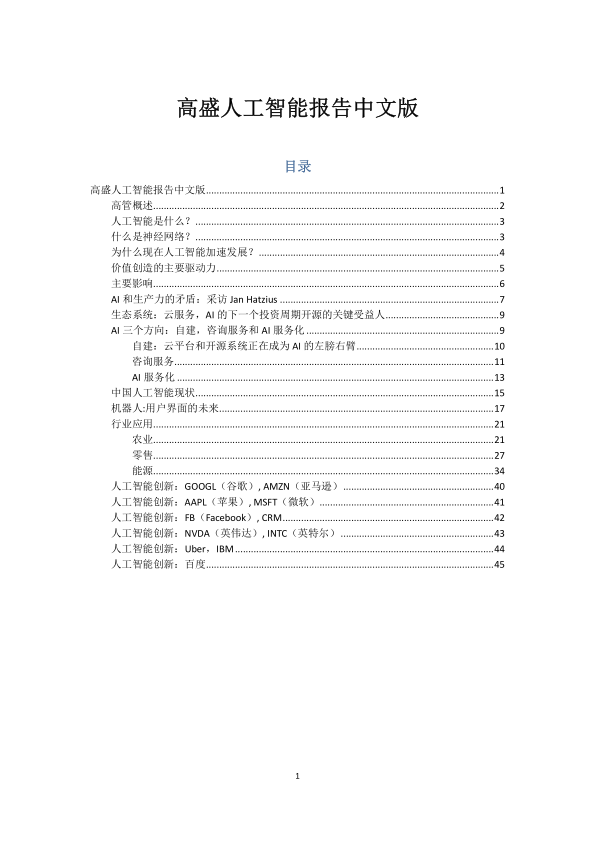 高盛人工智能报告中文版
目录
高盛人工智能报告中文版........................1
高管概述........................2
人工智能是什么？........................3
什么是神经网络？........................3
为什么现在人工智能加速发展？........................4
价值创造的主要驱动力........................5
主要影响........................6
AI 和生产力的矛盾：采访 Jan Hatzius ........................7
生态系统：云服务，AI 的下一个投资周期开源的关键受益人........................9
AI 三个方向：自建，咨询服务和 AI 服务化 ........................9
自建：云平台和开源系统正在成为 AI 的左膀右臂........................10
咨询服务........................11
AI 服务化 ........................13
中国人工智能现状........................15
机器人:用户界面的未来........................17
行业应用........................21
农业........................21
零售........................27
能源........................34
人工智能创新：GOOGL（谷歌）, AMZN（亚马逊）........................40
人工智能创新：AAPL（苹果）, MSFT（微软）........................41
人工智能创新：FB（Facebook）, CRM........................42
人工智能创新：NVDA（英伟达）, INTC（英特尔）........................43
人工智能创新：Uber，IBM........................44
人工智能创新：百度........................45
1